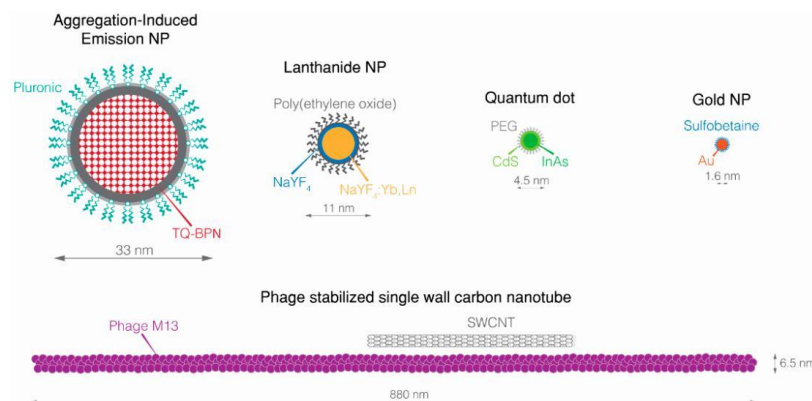 Aggregation-Induced
Emission NP
Pluronic
TQ-BPN
33 nm
Lanthanide NP
Poly(ethylene oxide)
NaYF4
NaYF4:Yb,Ln
11 nm
Quantum dot
PEG
CdS
InAs
4.5 nm
Gold NP
Sulfobetaine
Au
1.6 nm
Phage stabilized single wall carbon nanotube
Phage M13
SWCNT
6.5 nm
880 nm